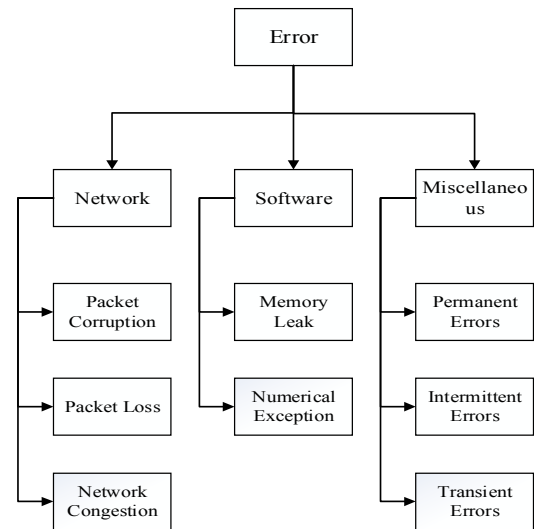 Error
Network
Software
Miscellaneo
us
Packet
Corruption
Memory
Leak
Permanent
Errors
Packet Loss
Numerical
Exception
Intermittent
Errors
Network
Congestion
Transient
Errors